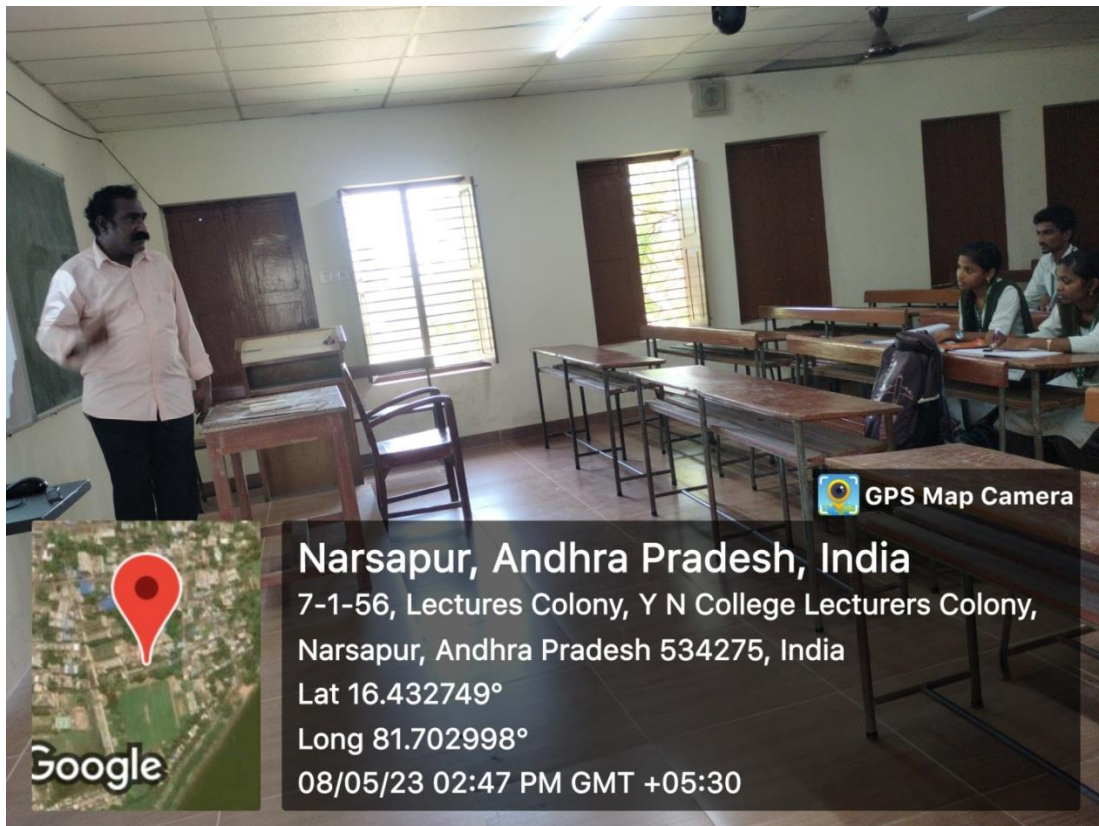 GPS Map Camera
Narsapur, Andhra Pradesh, India
7-1-56, Lectures Colony, Y N College Lecturers Colony,
Narsapur, Andhra Pradesh 534275, India
Lat 16.432749°
Long 81.702998°
08/05/23 02:47 PM GMT +05:30
Google